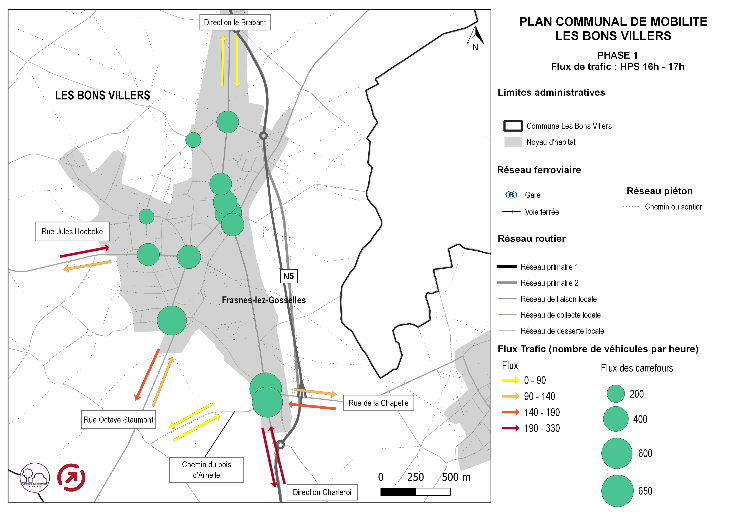 PLAN COMMUNAL DE MOBILITE
LES BONS VILLERS
PHASE 1
Flux de trafic : HPS 16h - 17h
Limites administratives
Commune Les Bons Villers
Noyau d'habitat
Réseau ferroviaire
Gare
Voie ferrée
Réseau piéton
Chemin ou sentier
Réseau routier
Réseau primaire 1
Réseau primaire 2
Réseau de liaison locale
Réseau de collecte locale
Réseau de desserte locale
Flux Trafic (nombre de véhicules par heure)
Flux
0 - 90
90 - 140
140 - 190
190 - 330
Flux des carrefours
200
400
600
650
Direction le Brabant
N
LES BONS VILLERS
Rue Jules Hoebeke
N5
Frasnes-lez-Gosselies
Rue de la Chapelle
Rue Octave Staumont
Chemin du bois
d'Arnelle
Direction Charleroi
0 250 500 m